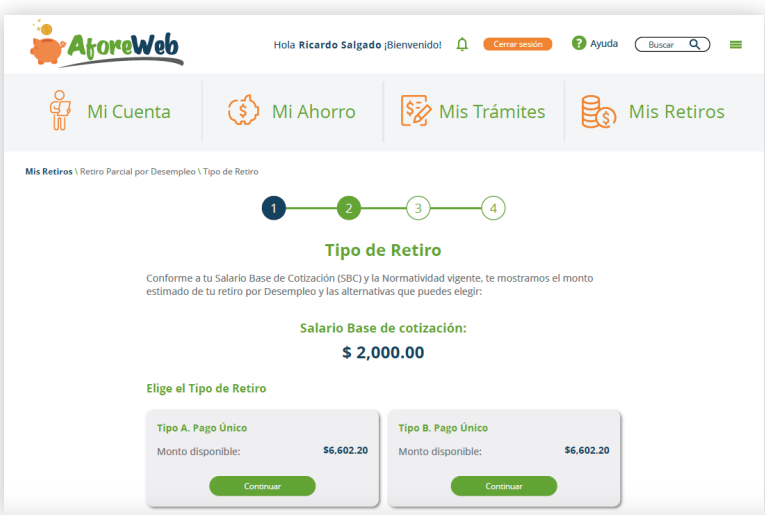 AforeWeb
Hola Ricardo Salgado ¡Bienvenido!
Cerrar sesión
? Ayuda
Buscar
Mi Cuenta
Mi Ahorro
Mis Trámites
Mis Retiros
Mis Retiros \ Retiro Parcial por Desempleo \ Tipo de Retiro
1 2 3 4
Tipo de Retiro
Conforme a tu Salario Base de Cotización (SBC) y la Normatividad vigente, te mostramos el monto
estimado de tu retiro por Desempleo y las alternativas que puedes elegir:
Salario Base de cotización:
$ 2,000.00
Elige el Tipo de Retiro
Tipo A. Pago Único
Monto disponible: $6,602.20
Continuar
Tipo B. Pago Único
Monto disponible: $6,602.20
Continuar